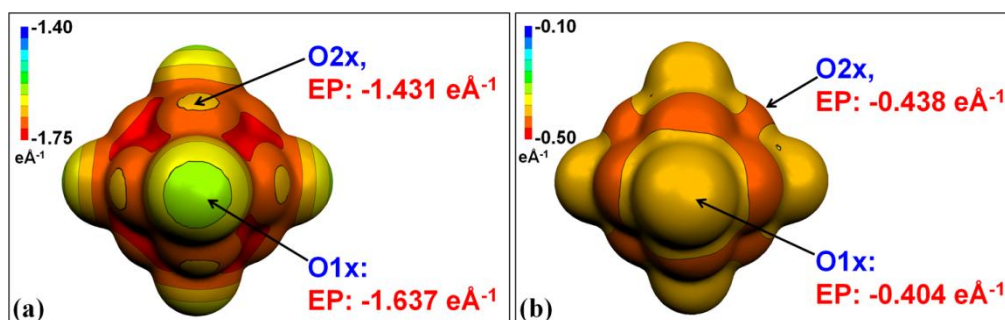 -1.40
-1.75
eÅ⁻¹
O2x,
EP: -1.431 eÅ⁻¹
O1x:
EP: -1.637 eÅ⁻¹
(a)
-0.10
-0.50
eÅ⁻¹
O2x,
EP: -0.438 eÅ⁻¹
O1x:
EP: -0.404 eÅ⁻¹
(b)